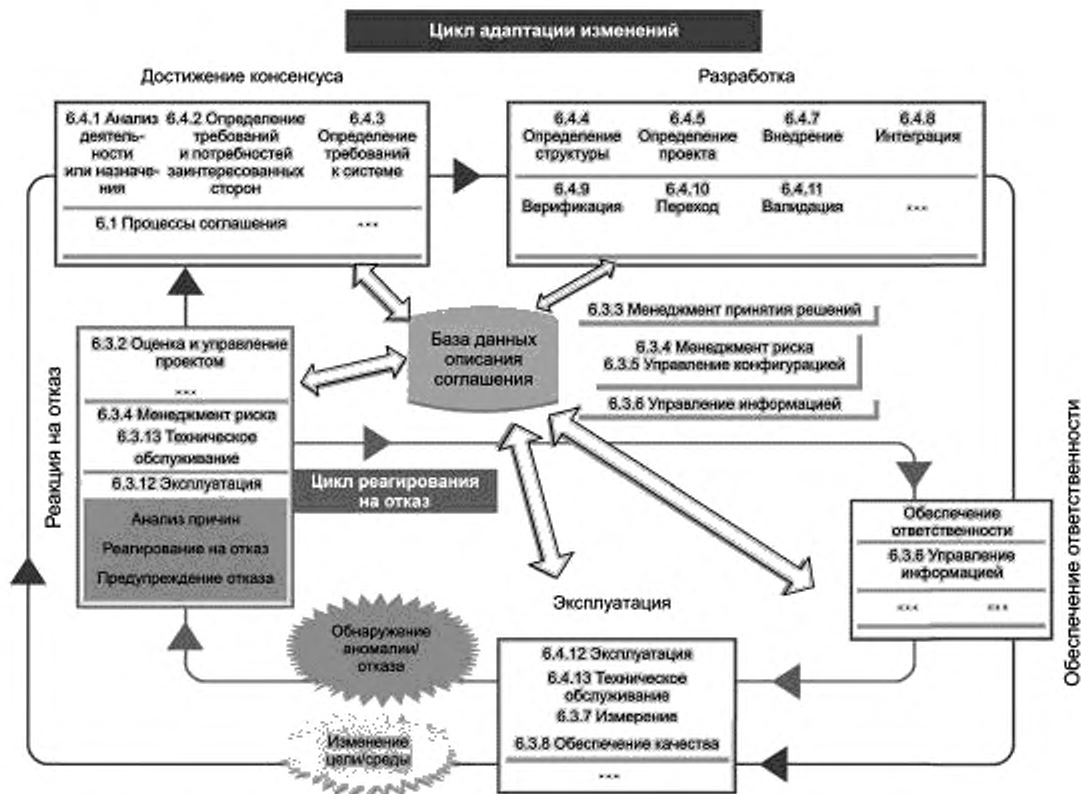 Цикл адаптации изменений
Достижение консенсуса
Разработка
6.4.1 Анализ
деятель-
ности
или назначе-
ния
6.4.2 Определение
требований
и потребностей
заинтересованных
сторон
6.4.3
Определение
требований
к системе
6.1 Процессы соглашения
...
6.4.4
Определение
структуры
6.4.5
Определение
проекта
6.4.7
Внедрение
6.4.8
Интеграция
6.4.9
Верификация
6.4.10
Переход
6.4.11
Валидация
...
База данных
описания
соглашения
6.3.3 Менеджмент принятия решений
6.3.4 Менеджмент риска
6.3.5 Управление конфигурацией
6.3.6 Управление информацией
Реакция на отказ
6.3.2 Оценка и управление
проектом
...
6.3.4 Менеджмент риска
6.3.13 Техническое
обслуживание
6.3.12 Эксплуатация
Анализ причин
Реагирование на отказ
Предупреждение отказа
Цикл реагирования
на отказ
Обеспечение ответственности
Обеспечение
ответственности
6.3.6 Управление
информацией
... ...
Эксплуатация
6.4.12 Эксплуатация
6.4.13 Техническое
обслуживание
6.3.7 Измерение
6.3.8 Обеспечение качества
...
Обнаружение
аномалии/
отказа
Изменение
цели/среды